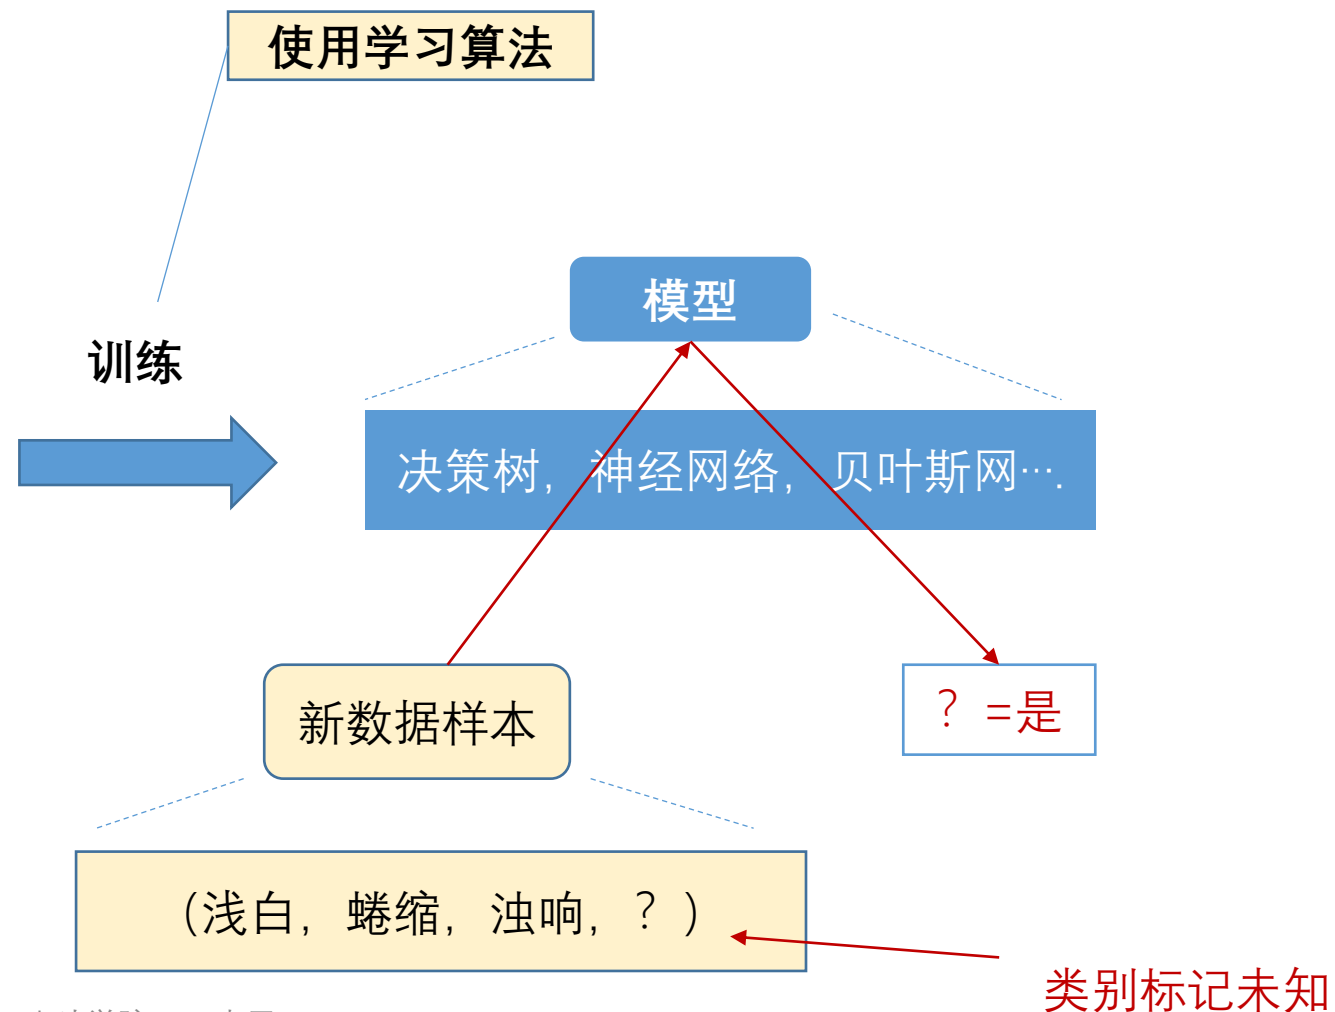 使用学习算法
模型
训练
决策树，神经网络，贝叶斯网….
新数据样本
？=是
（浅白，蜷缩，浊响，？）
类别标记未知